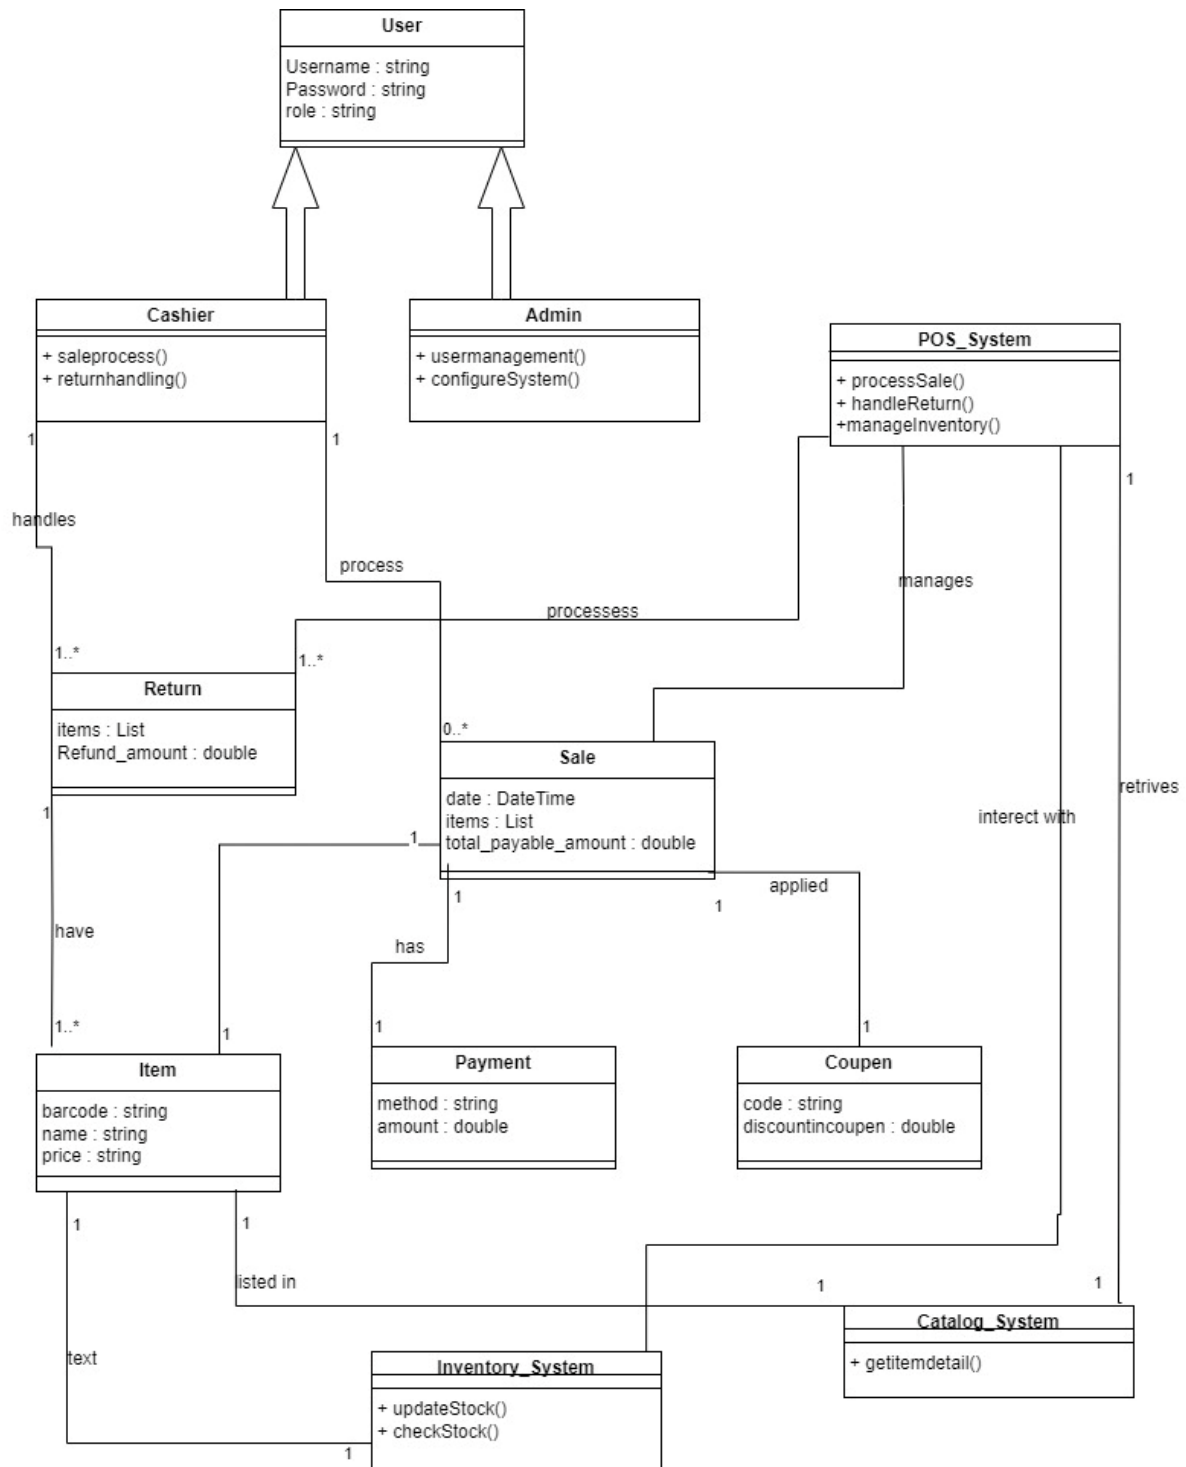 User
Username : string
Password : string
role : string
Cashier
+ saleprocess()
+ returnhandling()
Admin
+ usermanagement()
+ configureSystem()
POS_System
+ processSale()
+ handleReturn()
+manageInventory()
1
1
1
handles
process
manages
processess
1..*
1..*
Return
items : List
Refund_amount : double
0..*
Sale
date : DateTime
items : List
total_payable_amount : double
retrives
interect with
1
1
1
1
applied
have
has
1..*
1
1
1
Item
barcode : string
name : string
price : string
Payment
method : string
amount : double
Coupen
code : string
discountincoupen : double
1
1
listed in
1
1
Catalog_System
+ getitemdetail()
text
Inventory_System
+ updateStock()
+ checkStock()
1